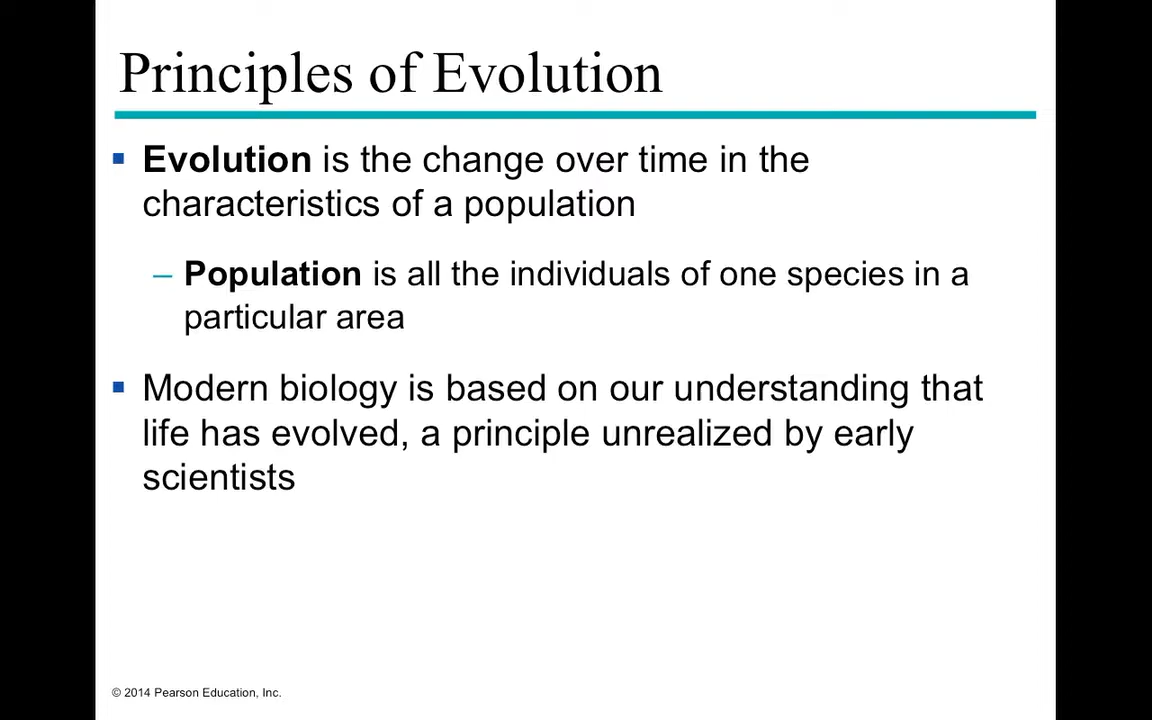 Principles of Evolution
▪ Evolution is the change over time in the
characteristics of a population
– Population is all the individuals of one species in a
particular area
▪ Modern biology is based on our understanding that
life has evolved, a principle unrealized by early
scientists
© 2014 Pearson Education, Inc.